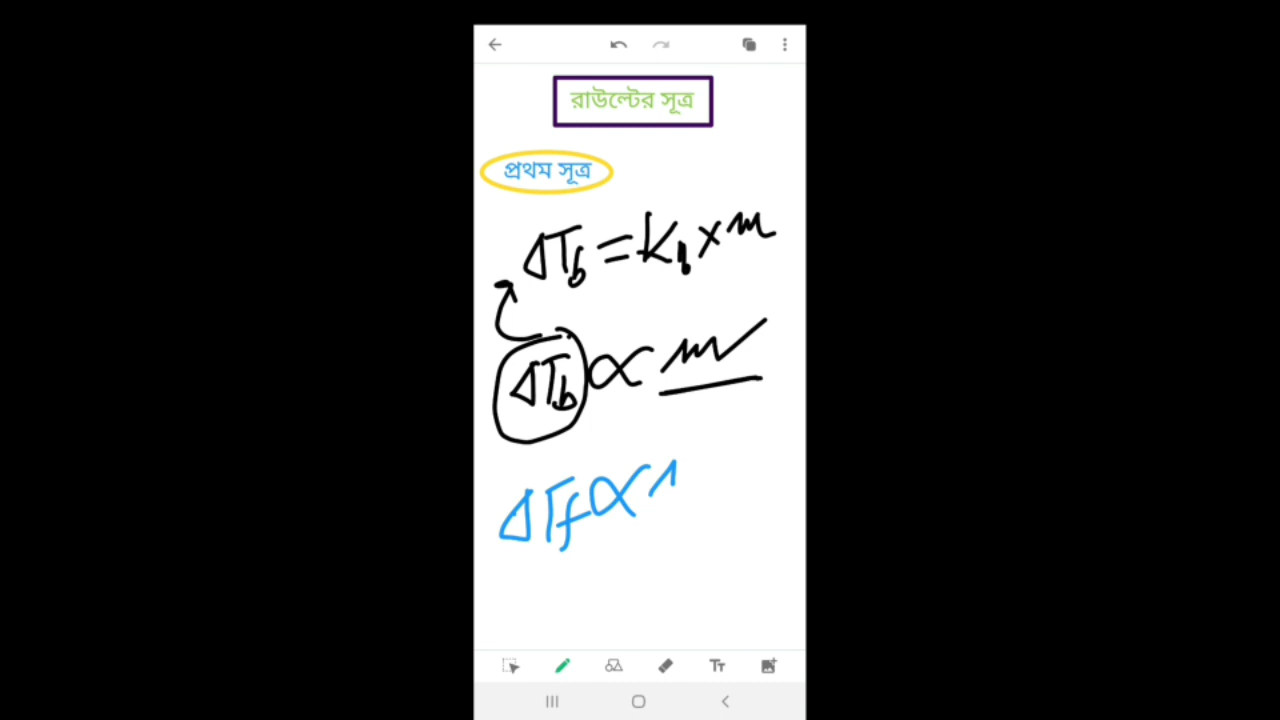 রাউল্টের সূত্র
প্রথম সূত্র
ΔTb = Kb × m
ΔTb ∝ m
ΔTf ∝